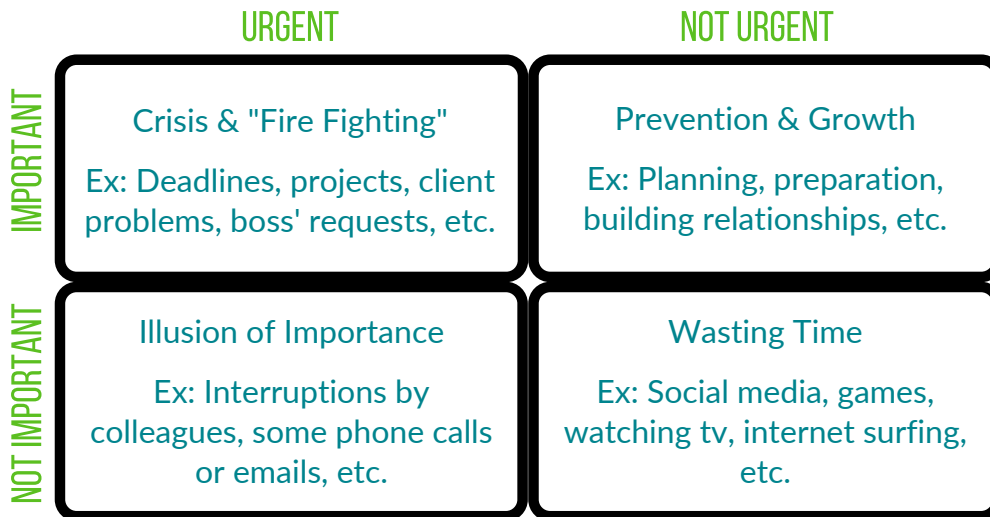 URGENT
NOT URGENT
IMPORTANT
Crisis & "Fire Fighting"
Ex: Deadlines, projects, client
problems, boss' requests, etc.
Prevention & Growth
Ex: Planning, preparation,
building relationships, etc.
NOT IMPORTANT
Illusion of Importance
Ex: Interruptions by
colleagues, some phone calls
or emails, etc.
Wasting Time
Ex: Social media, games,
watching tv, internet surfing,
etc.